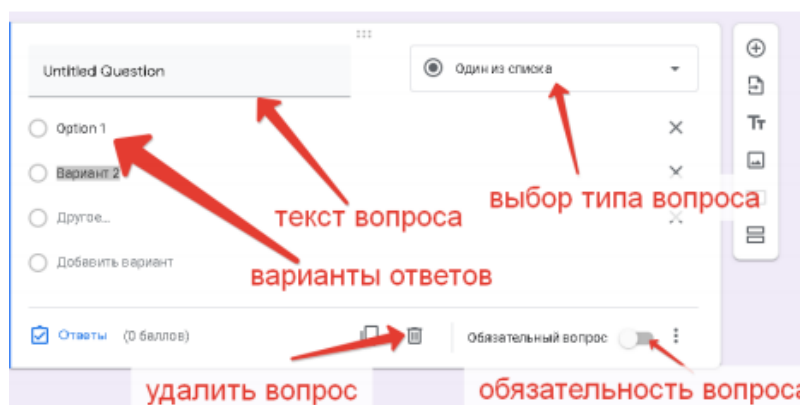 Untitled Question
Один из списка
Option 1
Вариант 2
выбор типа вопроса
текст вопроса
Другое...
Добавить вариант
варианты ответов
Ответы (0 баллов)
Обязательный вопрос
удалить вопрос
обязательность вопроса
Тт